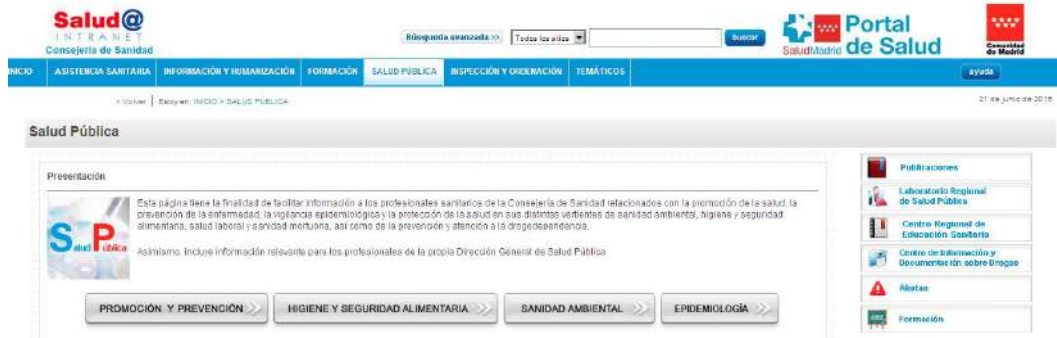 Salud@
INTRANET
Consejería de Sanidad
Búsqueda avanzada >>
Todos los sitios
buscar
SaludMadrid
Portal de Salud
Comunidad de Madrid
INICIO ASISTENCIA SANITARIA INFORMACIÓN Y HUMANIZACIÓN FORMACIÓN SALUD PÚBLICA INSPECCIÓN Y ORDENACIÓN TEMÁTICOS ayuda
< Volver | Estoy en: INICIO > SALUD PÚBLICA
21 de junio de 2015
Salud Pública
Presentación
Salud Pública
Esta página tiene la finalidad de facilitar información a los profesionales sanitarios de la Consejería de Sanidad relacionados con la promoción de la salud, la
prevención de la enfermedad, la vigilancia epidemiológica y la protección de la salud en sus distintas vertientes de sanidad ambiental, higiene y seguridad
alimentaria, salud laboral y sanidad mortuoria, así como de la prevención y atención a la drogodependencia.
Asimismo, incluye información relevante para los profesionales de la propia Dirección General de Salud Pública
PROMOCIÓN Y PREVENCIÓN
HIGIENE Y SEGURIDAD ALIMENTARIA
SANIDAD AMBIENTAL
EPIDEMIOLOGÍA
Publicaciones
Laboratorio Regional
de Salud Pública
Centro Regional de
Educación Sanitaria
Centro de Información y
Documentación sobre Drogas
Alertas
Formación